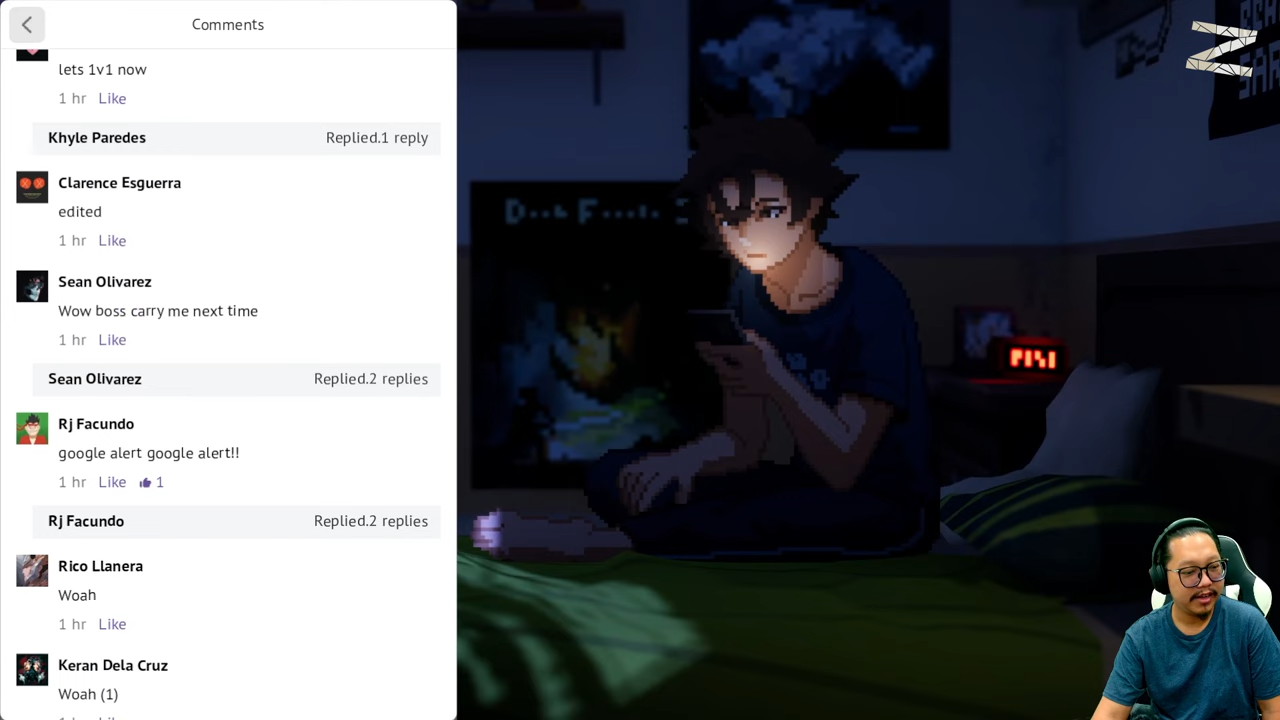 Comments
lets 1v1 now
1 hr Like
Khyle Paredes Replied.1 reply
Clarence Esguerra
edited
1 hr Like
Sean Olivarez
Wow boss carry me next time
1 hr Like
Sean Olivarez Replied.2 replies
Rj Facundo
google alert google alert!!
1 hr Like 1
Rj Facundo Replied.2 replies
Rico Llanera
Woah
1 hr Like
Keran Dela Cruz
Woah (1)